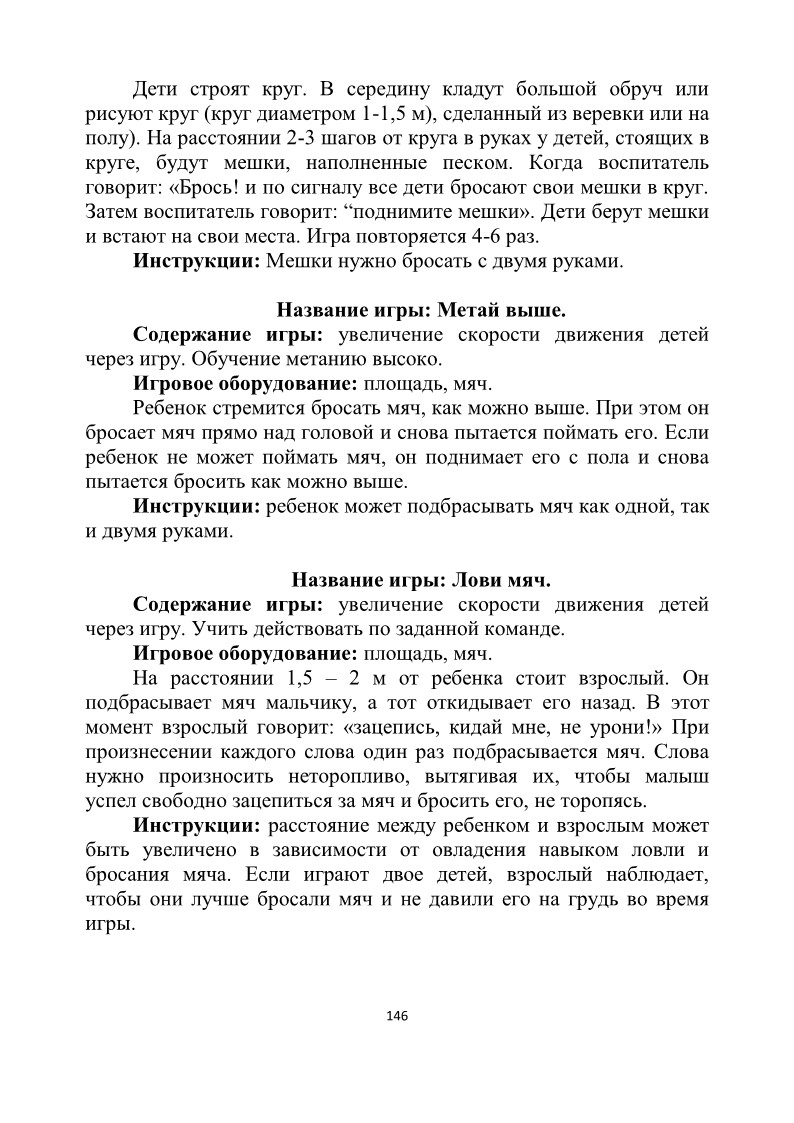 Дети строят круг. В середину кладут большой обруч или
рисуют круг (круг диаметром 1-1,5 м), сделанный из веревки или на
полу). На расстоянии 2-3 шагов от круга в руках у детей, стоящих в
круге, будут мешки, наполненные песком. Когда воспитатель
говорит: «Брось! и по сигналу все дети бросают свои мешки в круг.
Затем воспитатель говорит: “поднимите мешки». Дети берут мешки
и встают на свои места. Игра повторяется 4-6 раз.
Инструкции: Мешки нужно бросать с двумя руками.
Название игры: Метай выше.
Содержание игры: увеличение скорости движения детей
через игру. Обучение метанию высоко.
Игровое оборудование: площадь, мяч.
Ребенок стремится бросать мяч, как можно выше. При этом он
бросает мяч прямо над головой и снова пытается поймать его. Если
ребенок не может поймать мяч, он поднимает его с пола и снова
пытается бросить как можно выше.
Инструкции: ребенок может подбрасывать мяч как одной, так
и двумя руками.
Название игры: Лови мяч.
Содержание игры: увеличение скорости движения детей
через игру. Учить действовать по заданной команде.
Игровое оборудование: площадь, мяч.
На расстоянии 1,5 – 2 м от ребенка стоит взрослый. Он
подбрасывает мяч мальчику, а тот откидывает его назад. В этот
момент взрослый говорит: «зацепись, кидай мне, не урони!» При
произнесении каждого слова один раз подбрасывается мяч. Слова
нужно произносить неторопливо, вытягивая их, чтобы малыш
успел свободно зацепиться за мяч и бросить его, не торопясь.
Инструкции: расстояние между ребенком и взрослым может
быть увеличено в зависимости от овладения навыком ловли и
бросания мяча. Если играют двое детей, взрослый наблюдает,
чтобы они лучше бросали мяч и не давили его на грудь во время
игры.
146